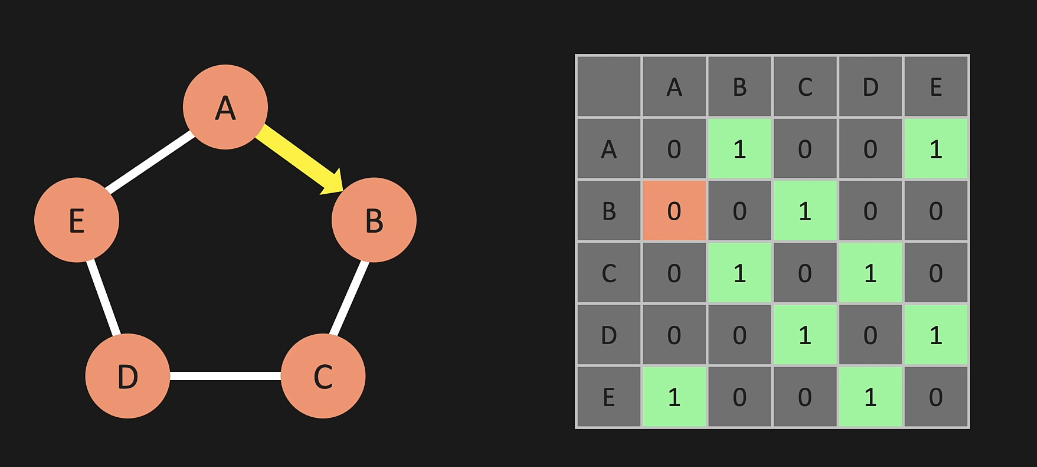 A
E
B
D
C
A B C D E
A 0 1 0 0 1
B 0 0 1 0 0
C 0 1 0 1 0
D 0 0 1 0 1
E 1 0 0 1 0